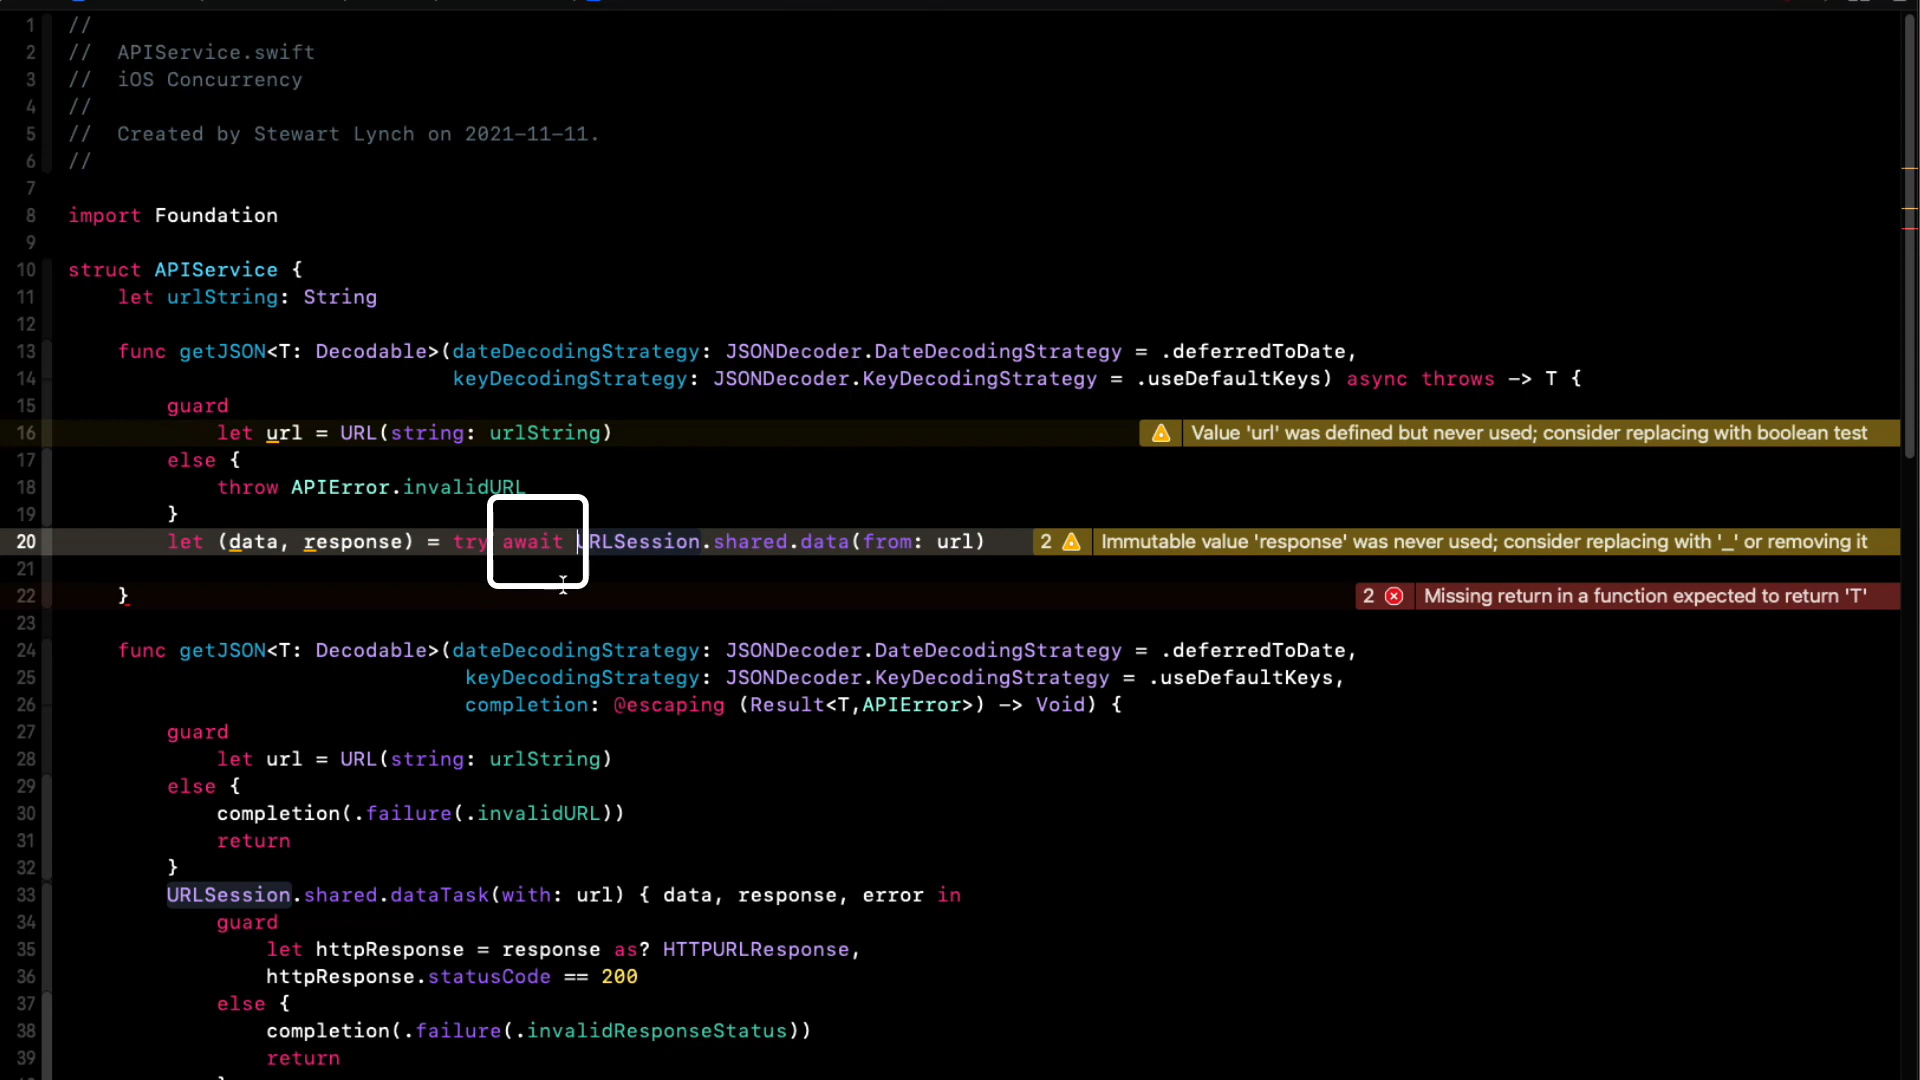 1 //
2 //  APIService.swift
3 //  iOS Concurrency
4 //
5 //  Created by Stewart Lynch on 2021-11-11.
6 //
7
8 import Foundation
9
10 struct APIService {
11     let urlString: String
12
13     func getJSON<T: Decodable>(dateDecodingStrategy: JSONDecoder.DateDecodingStrategy = .deferredToDate,
14                                keyDecodingStrategy: JSONDecoder.KeyDecodingStrategy = .useDefaultKeys) async throws -> T {
15         guard
16             let url = URL(string: urlString) Value 'url' was defined but never used; consider replacing with boolean test
17         else {
18             throw APIError.invalidURL
19         }
20         let (data, response) = try await URLSession.shared.data(from: url) 2 Immutable value 'response' was never used; consider replacing with '_' or removing it
21
22     } 2 Missing return in a function expected to return 'T'
23
24     func getJSON<T: Decodable>(dateDecodingStrategy: JSONDecoder.DateDecodingStrategy = .deferredToDate,
25                                 keyDecodingStrategy: JSONDecoder.KeyDecodingStrategy = .useDefaultKeys,
26                                 completion: @escaping (Result<T,APIError>) -> Void) {
27         guard
28             let url = URL(string: urlString)
29         else {
30             completion(.failure(.invalidURL))
31             return
32         }
33         URLSession.shared.dataTask(with: url) { data, response, error in
34             guard
35                 let httpResponse = response as? HTTPURLResponse,
36                 httpResponse.statusCode == 200
37             else {
38                 completion(.failure(.invalidResponseStatus))
39                 return